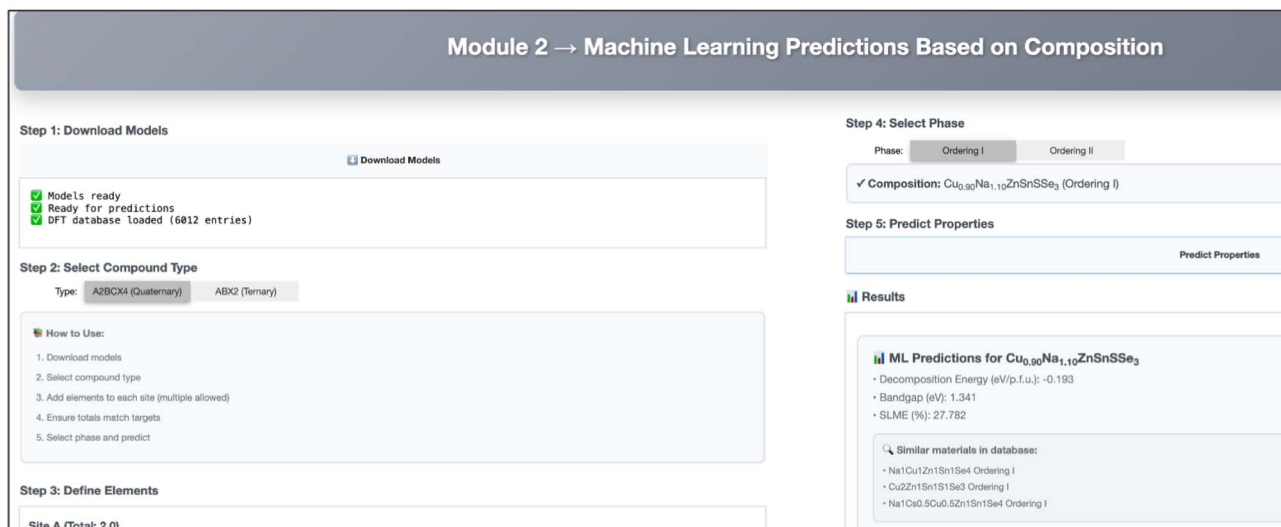 Module 2 → Machine Learning Predictions Based on Composition
Step 1: Download Models
⬇️ Download Models
✅ Models ready
✅ Ready for predictions
✅ DFT database loaded (6012 entries)
Step 2: Select Compound Type
Type: A2BCX4 (Quaternary) ABX2 (Ternary)
📚 How to Use:
1. Download models
2. Select compound type
3. Add elements to each site (multiple allowed)
4. Ensure totals match targets
5. Select phase and predict
Step 3: Define Elements
Site A (Total: 2.0)
Step 4: Select Phase
Phase: Ordering I Ordering II
✓ Composition: Cu₀.₉₀Na₁.₁₀ZnSnSSe₃ (Ordering I)
Step 5: Predict Properties
Predict Properties
📊 Results
📊 ML Predictions for Cu₀.₉₀Na₁.₁₀ZnSnSSe₃
• Decomposition Energy (eV/p.f.u.): -0.193
• Bandgap (eV): 1.341
• SLME (%): 27.782
🔍 Similar materials in database:
• Na1Cu1Zn1Sn1Se4 Ordering I
• Cu2Zn1Sn1S1Se3 Ordering I
• Na1Cs0.5Cu0.5Zn1Sn1Se4 Ordering I